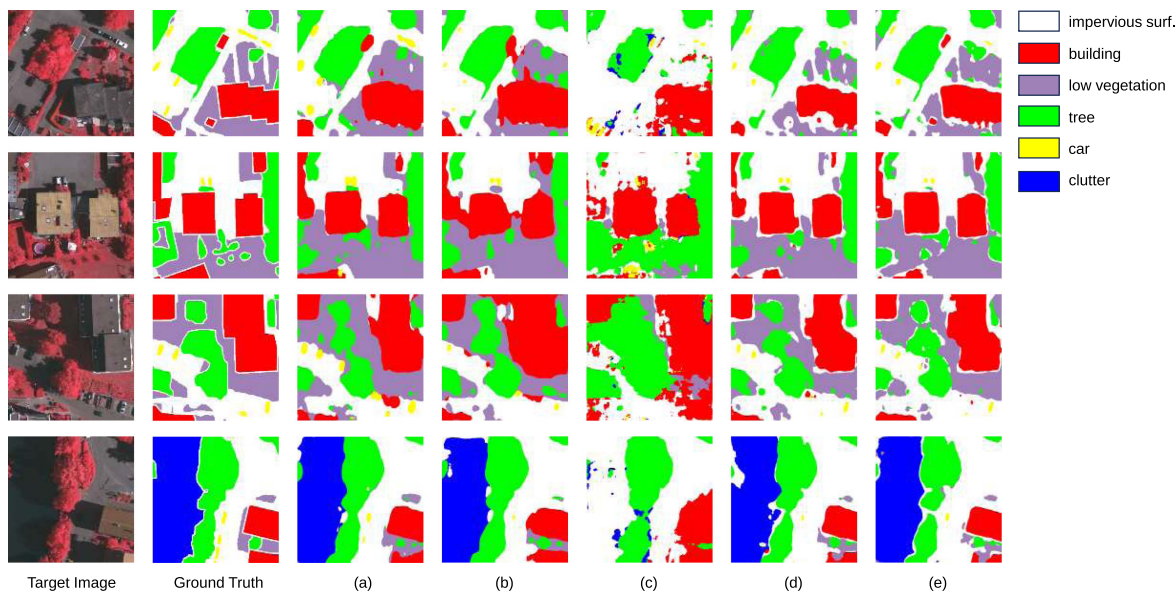 impervious surf.
building
low vegetation
tree
car
clutter
Target Image
Ground Truth
(a)
(b)
(c)
(d)
(e)